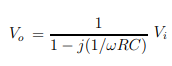 V_o = \frac{1}{1 - j(1/\omega RC)} V_i